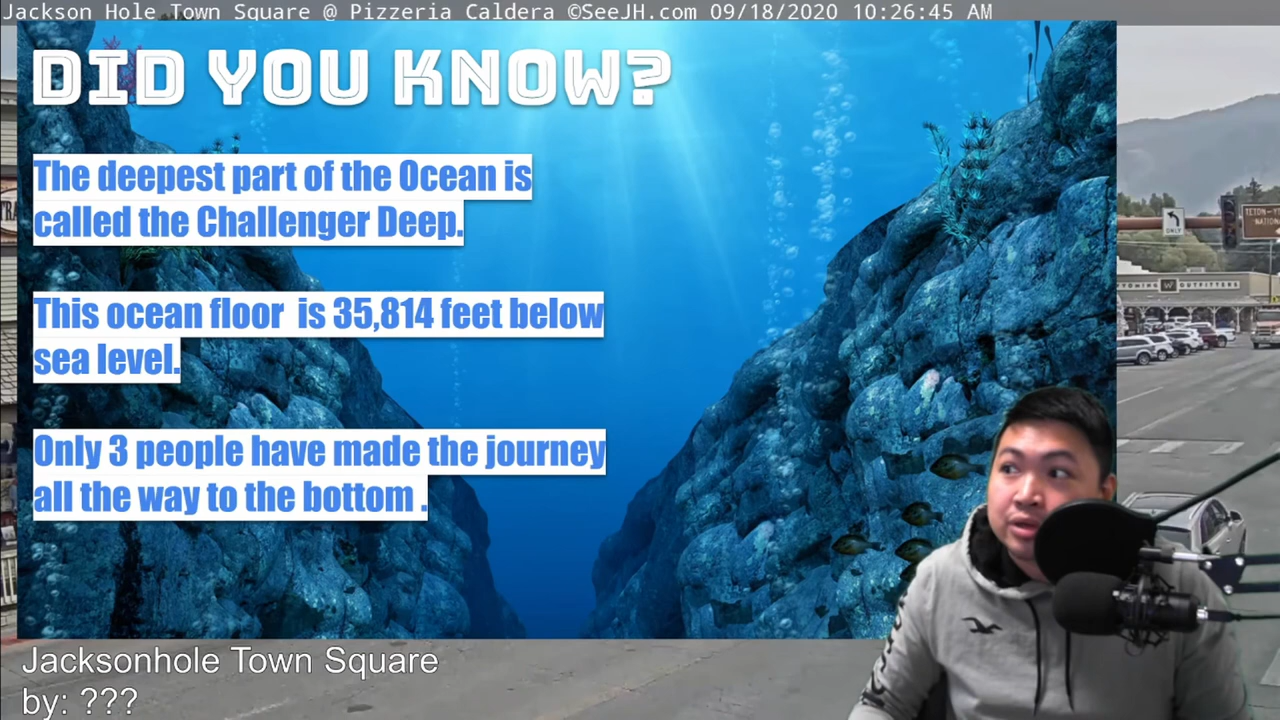 Jackson Hole Town Square @ Pizzeria Caldera ©SeeJH.com 09/18/2020 10:26:45 AM
DID YOU KNOW?
The deepest part of the Ocean is
called the Challenger Deep.
This ocean floor  is 35,814 feet below
sea level.
Only 3 people have made the journey
all the way to the bottom .
ONLY
OUTFITTERS
Jacksonhole Town Square
by: ???